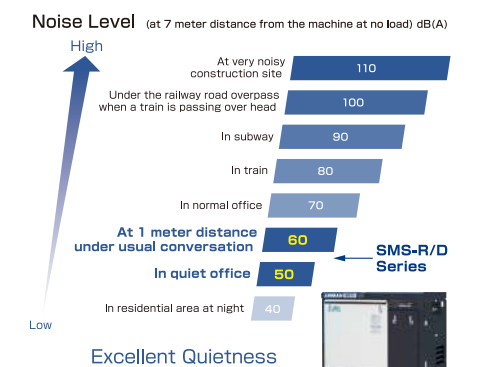 Noise Level (at 7 meter distance from the machine at no load) dB(A)
High
At very noisy
construction site
110
Under the railway road overpass
when a train is passing over head
100
In subway
90
In train
80
In normal office
70
At 1 meter distance
under usual conversation
60
SMS-R/D
Series
In quiet office
50
In residential area at night
40
Low
Excellent Quietness